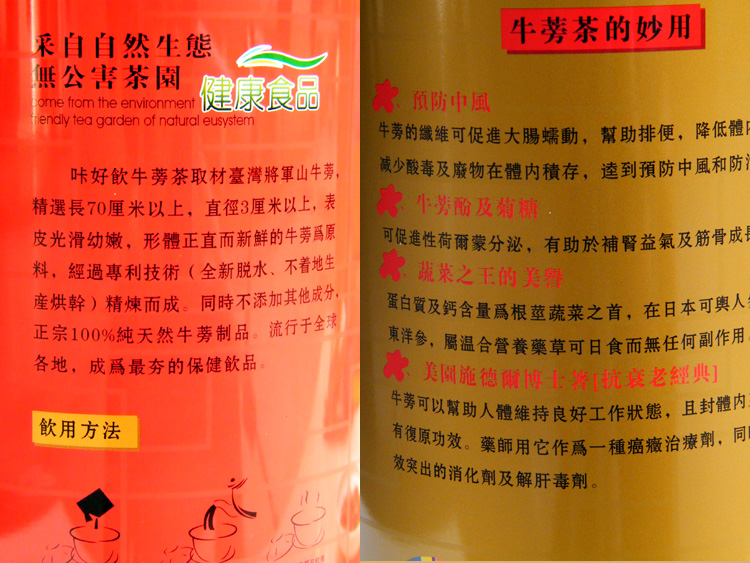 采自自然生態
無公害茶園
come from the environment
friendly tea garden of natural eusystem
健康食品
咔好飲牛蒡茶取材臺灣將軍山牛蒡,
精選長70厘米以上，直徑3厘米以上，表
皮光滑幼嫩，形體正直而新鮮的牛蒡爲原
料，經過專利技術（全新脱水、不着地生
産烘幹）精煉而成。同時不添加其他成分,
正宗100%純天然牛蒡制品。流行于全球
各地，成爲最夯的保健飲品。
飲用方法
牛蒡茶的妙用
預防中風
牛蒡的纖維可促進大腸蠕動，幫助排便，降低體内
减少酸毒及廢物在體内積存，逹到預防中風和防
牛蒡酚及菊糖
可促進性荷爾蒙分泌，有助於補腎益氣及筋骨成長
蔬菜之王的美譽
蛋白質及鈣含量爲根莖蔬菜之首，在日本可與人
東洋參，屬温合營養藥草可日食而無任何副作用
美園施德爾博士著[抗衰老經典]
牛蒡可以幫助人體維持良好工作狀態，且封體内
有復原功效。藥師用它作爲一種癌癥治療劑，同
效突出的消化劑及解肝毒劑。